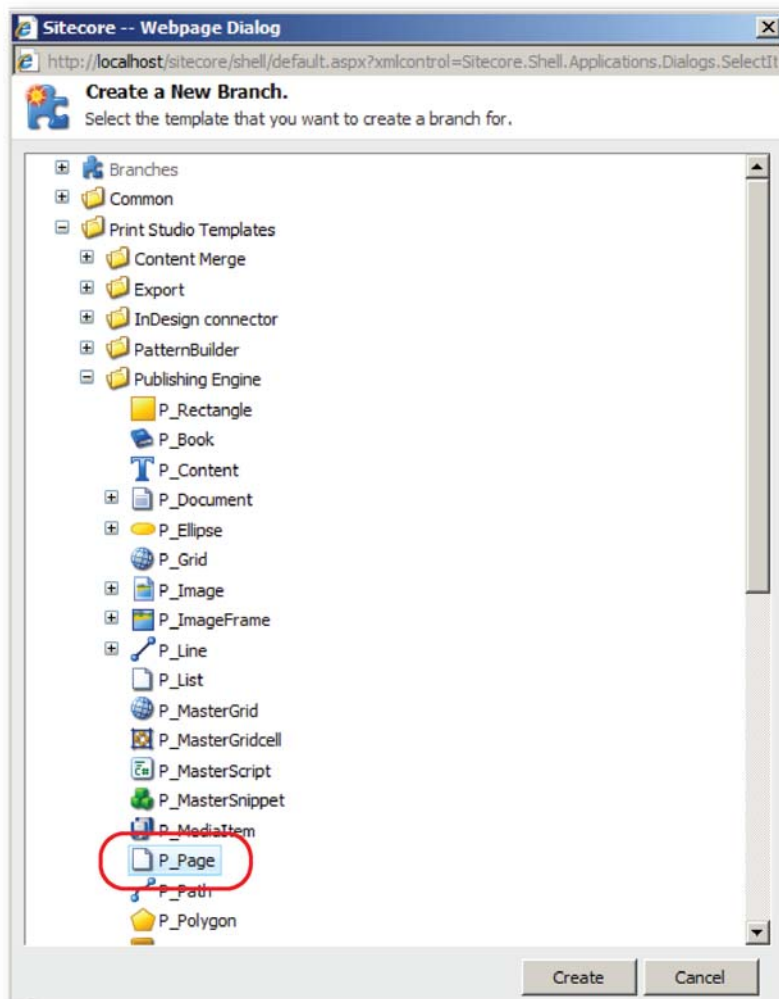 Sitecore -- Webpage Dialog
http://localhost/sitecore/shell/default.aspx?xmlcontrol=Sitecore.Shell.Applications.Dialogs.SelectIt
Create a New Branch.
Select the template that you want to create a branch for.
Branches
Common
Print Studio Templates
Content Merge
Export
InDesign connector
PatternBuilder
Publishing Engine
P_Rectangle
P_Book
P_Content
P_Document
P_Ellipse
P_Grid
P_Image
P_ImageFrame
P_Line
P_List
P_MasterGrid
P_MasterGridcell
P_MasterScript
P_MasterSnippet
P_MediaItem
P_Page
P_Path
P_Polygon
Create Cancel